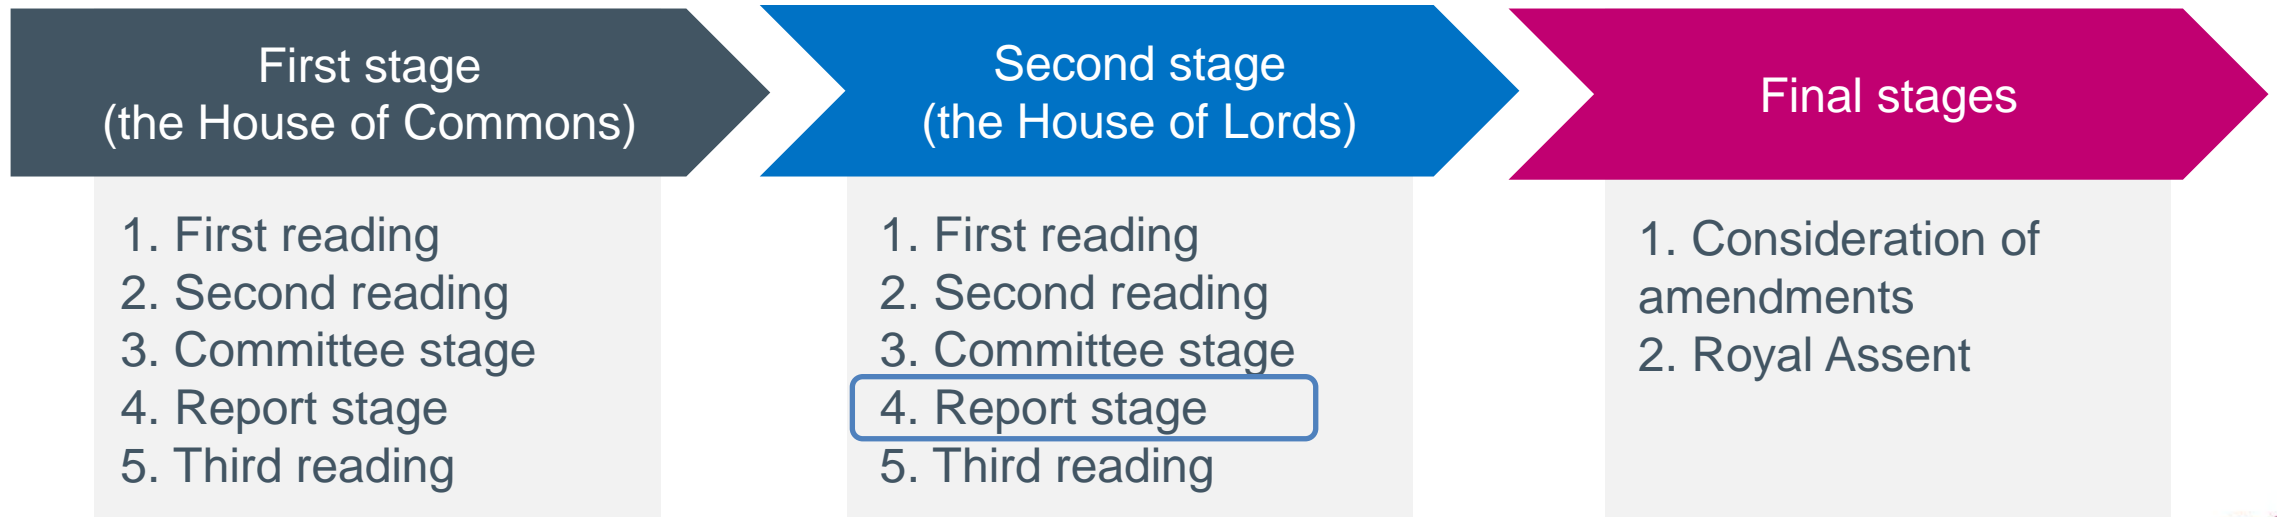 First stage
(the House of Commons)
1. First reading
2. Second reading
3. Committee stage
4. Report stage
5. Third reading
Second stage
(the House of Lords)
1. First reading
2. Second reading
3. Committee stage
4. Report stage
5. Third reading
Final stages
1. Consideration of
amendments
2. Royal Assent